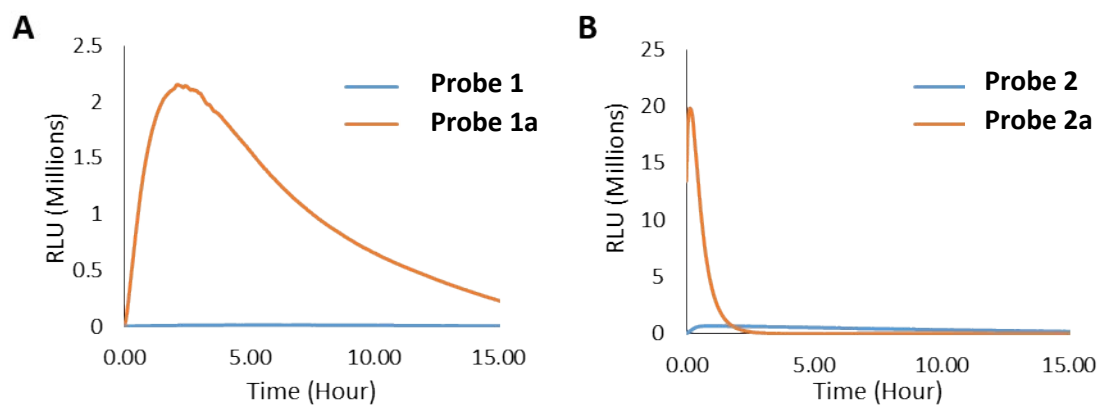 A
RLU (Millions)
2.5
2
1.5
1
0.5
0
0.00 5.00 10.00 15.00
Time (Hour)
Probe 1
Probe 1a
B
RLU (Millions)
25
20
15
10
5
0
0.00 5.00 10.00 15.00
Time (Hour)
Probe 2
Probe 2a